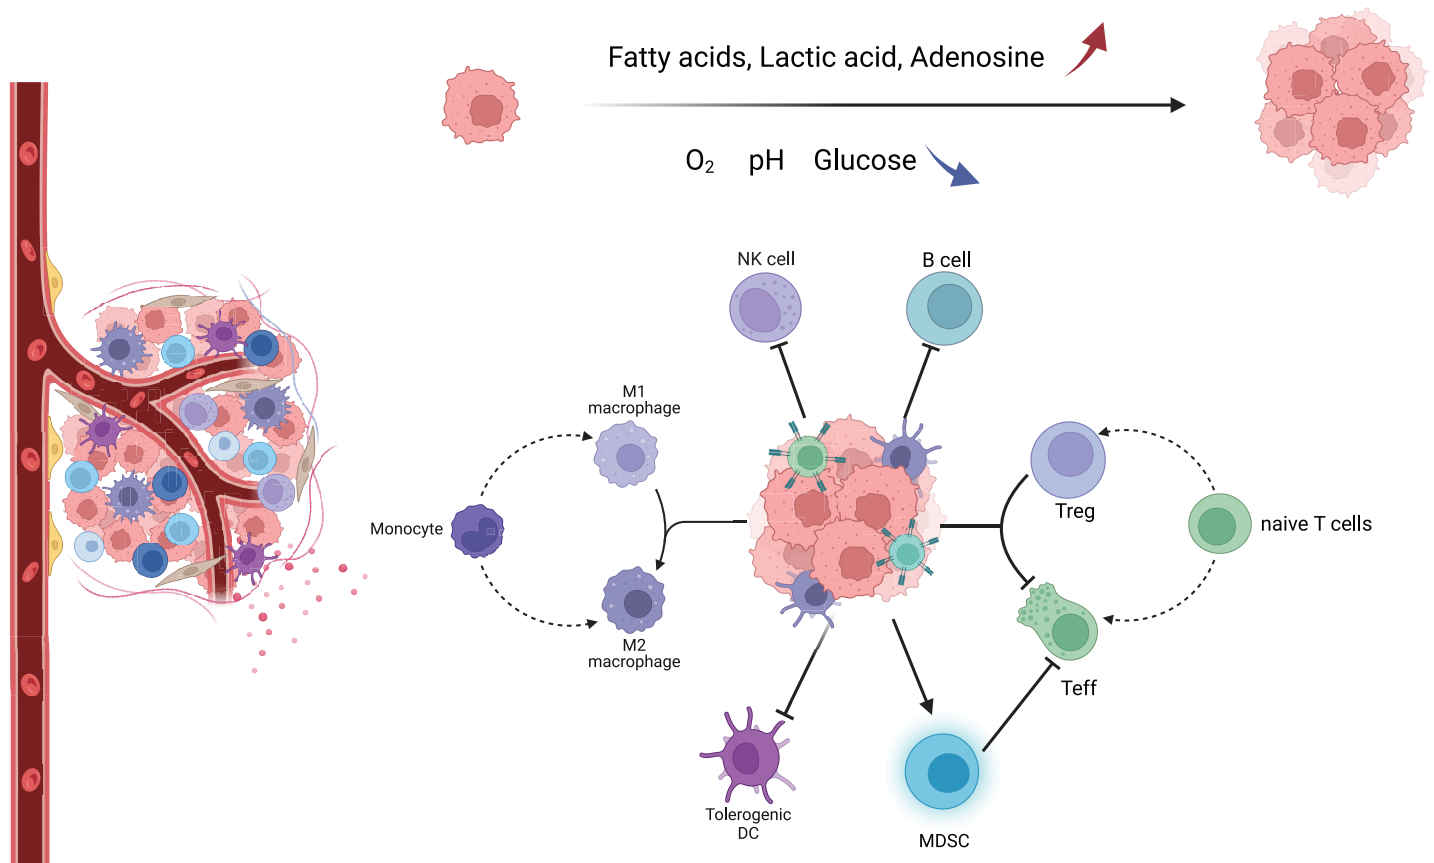 Fatty acids, Lactic acid, Adenosine
O₂ pH Glucose
NK cell
B cell
M1
macrophage
Monocyte
M2
macrophage
Treg
naive T cells
Teff
Tolerogenic
DC
MDSC